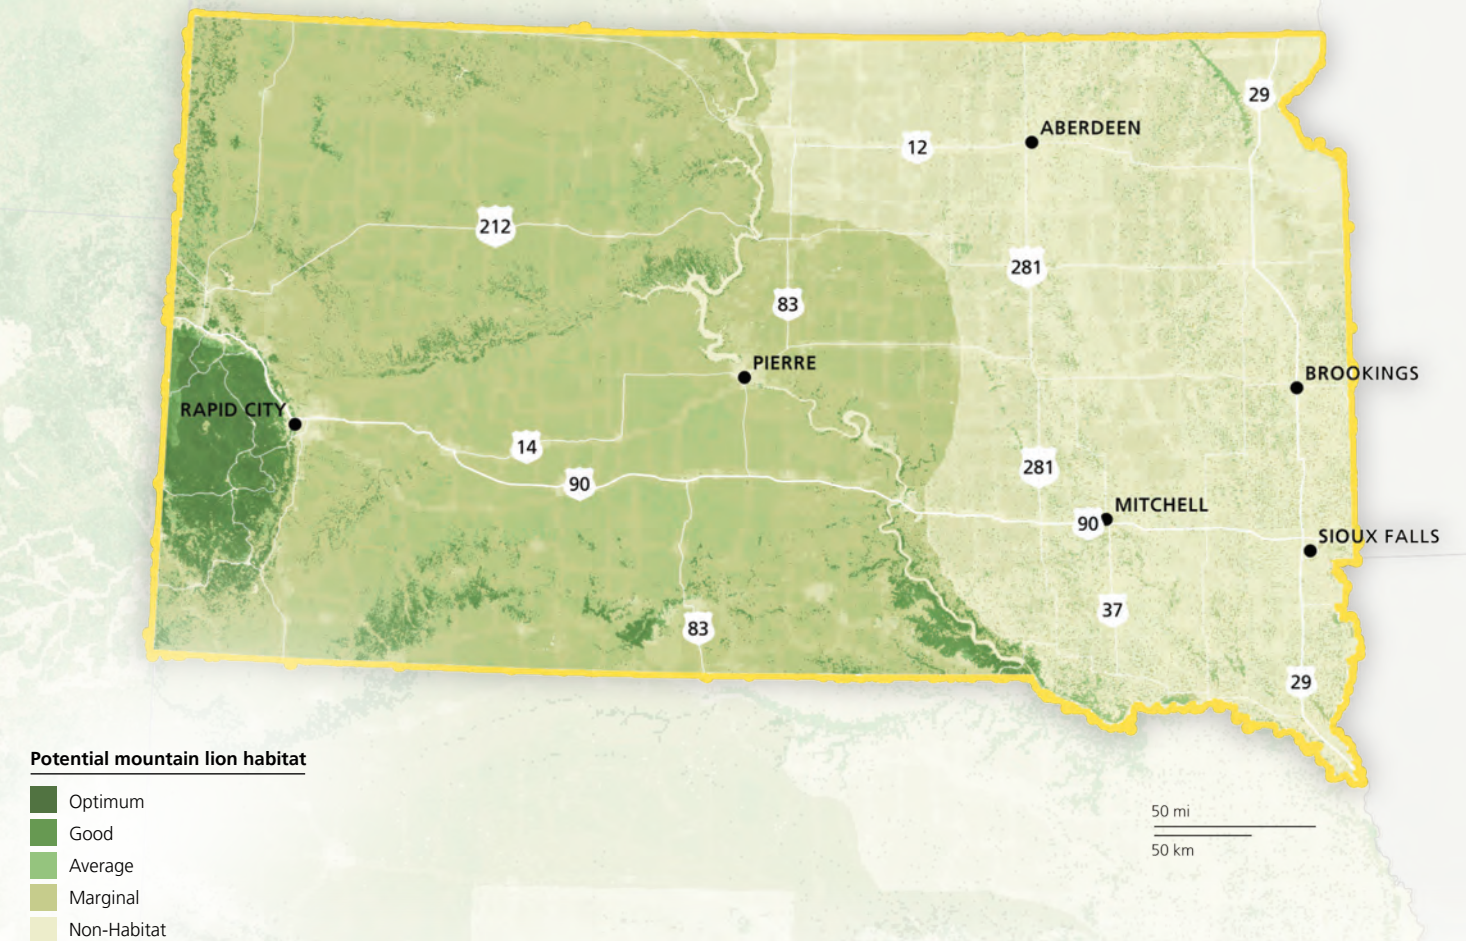 29
ABERDEEN
12
212
281
83
PIERRE
BROOKINGS
RAPID CITY
14
281
90
MITCHELL
90
SIOUX FALLS
37
83
29
Potential mountain lion habitat
Optimum
Good
Average
Marginal
Non-Habitat
50 mi
50 km